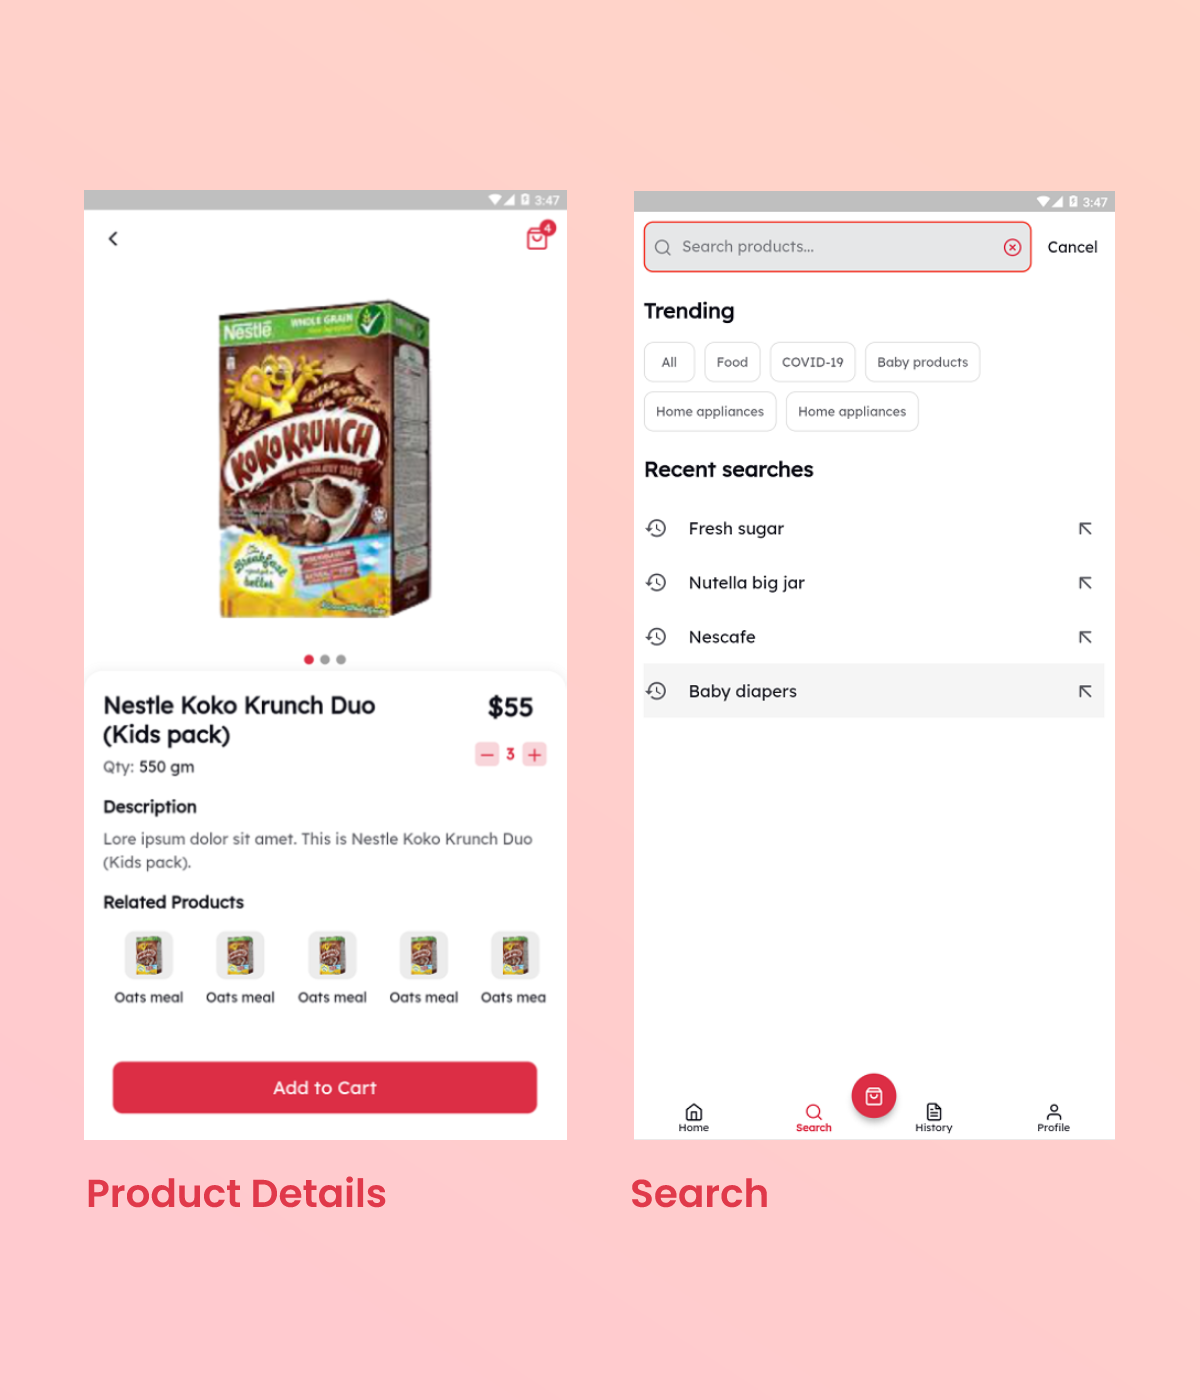 3:47
4
Nestlé
WHOLE GRAIN
KOKO KRUNCH
Breakfast
better
Nestle Koko Krunch Duo
(Kids pack)
$55
3
Qty: 550 gm
Description
Lore ipsum dolor sit amet. This is Nestle Koko Krunch Duo
(Kids pack).
Related Products
Oats meal Oats meal Oats meal Oats meal Oats mea
Add to Cart
Product Details
3:47
Search products...
Cancel
Trending
All Food COVID-19 Baby products
Home appliances Home appliances
Recent searches
Fresh sugar
Nutella big jar
Nescafe
Baby diapers
Home Search History Profile
Search